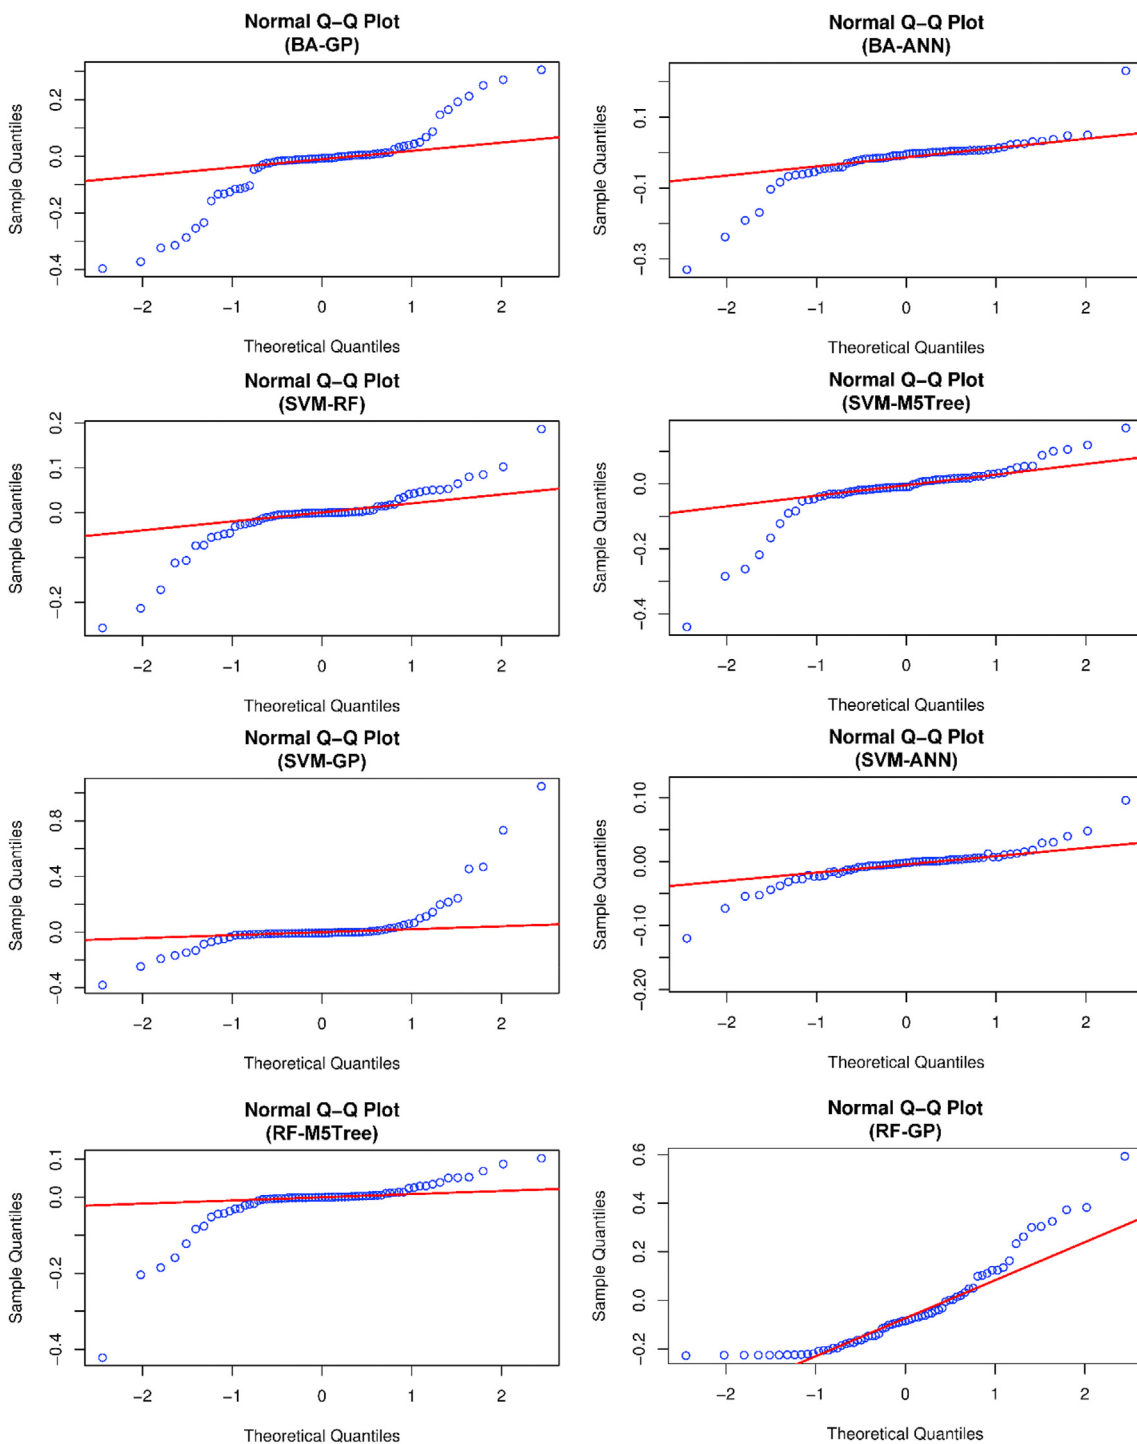 Normal Q–Q Plot
(BA-GP)
Sample Quantiles
0.2
0.0
−0.2
−0.4
−2 −1 0 1 2
Theoretical Quantiles
Normal Q–Q Plot
(BA-ANN)
Sample Quantiles
0.1
−0.1
−0.3
−2 −1 0 1 2
Theoretical Quantiles
Normal Q–Q Plot
(SVM-RF)
Sample Quantiles
0.2
0.1
0.0
−0.2
−2 −1 0 1 2
Theoretical Quantiles
Normal Q–Q Plot
(SVM-M5Tree)
Sample Quantiles
0.0
−0.2
−0.4
−2 −1 0 1 2
Theoretical Quantiles
Normal Q–Q Plot
(SVM-GP)
Sample Quantiles
0.8
0.4
0.0
−0.4
−2 −1 0 1 2
Theoretical Quantiles
Normal Q–Q Plot
(SVM-ANN)
Sample Quantiles
0.10
0.00
−0.10
−0.20
−2 −1 0 1 2
Theoretical Quantiles
Normal Q–Q Plot
(RF-M5Tree)
Sample Quantiles
0.1
0.0
−0.2
−0.4
−2 −1 0 1 2
Theoretical Quantiles
Normal Q–Q Plot
(RF-GP)
Sample Quantiles
0.6
0.4
0.2
0.0
−0.2
−2 −1 0 1 2
Theoretical Quantiles